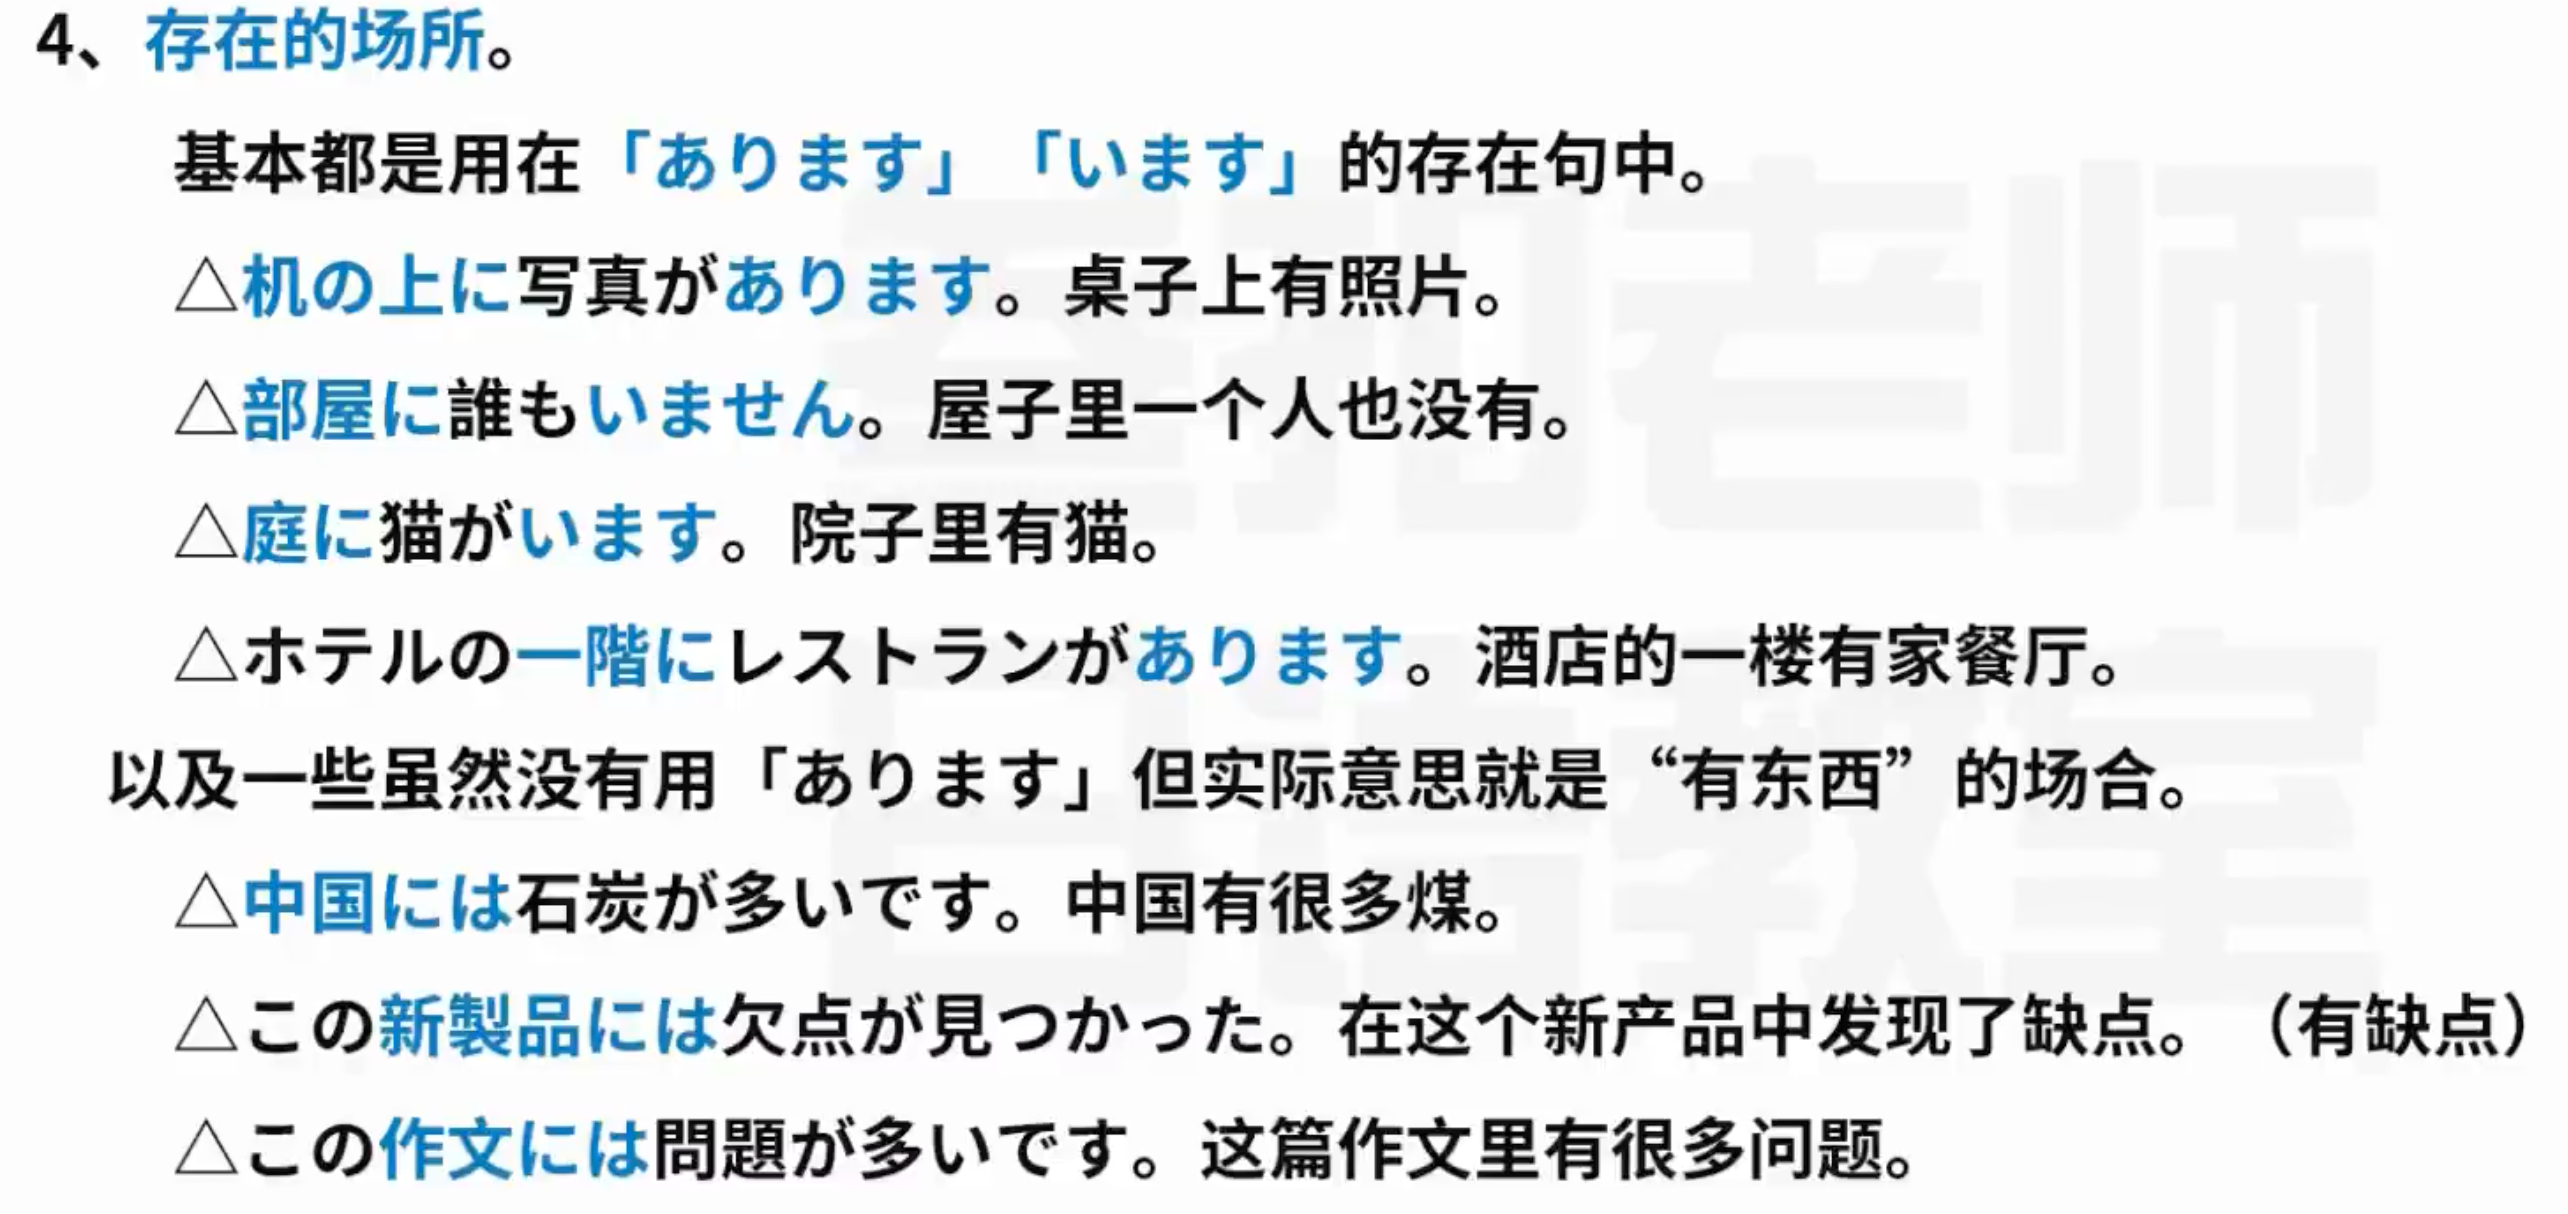 4、存在的场所。
基本都是用在「あります」「います」的存在句中。
△机の上に写真があります。桌子上有照片。
△部屋に誰もいません。屋子里一个人也没有。
△庭に猫がいます。院子里有猫。
△ホテルの一階にレストランがあります。酒店的一楼有家餐厅。
以及一些虽然没有用「あります」但实际意思就是“有东西”的场合。
△中国には石炭が多いです。中国有很多煤。
△この新製品には欠点が見つかった。在这个新产品中发现了缺点。（有缺点）
△この作文には問題が多いです。这篇作文里有很多问题。